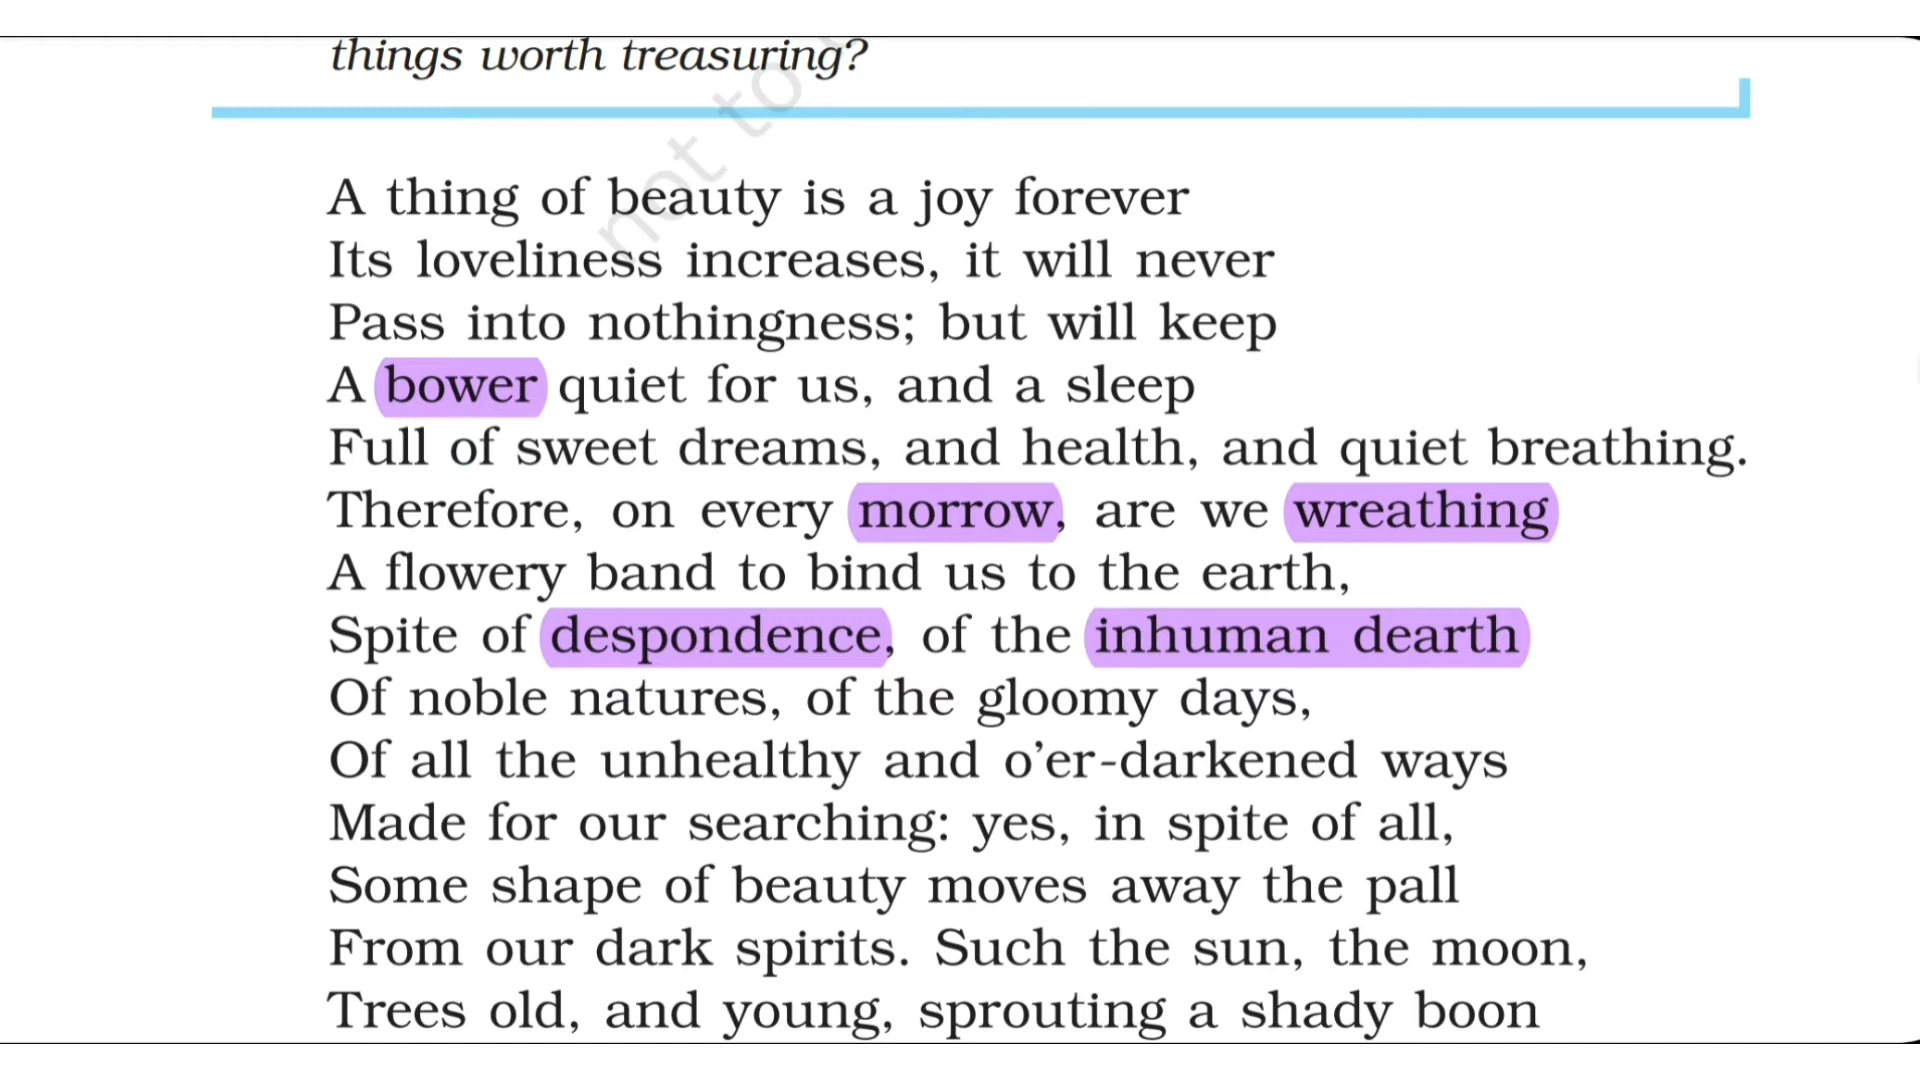 things worth treasuring?
not to
A thing of beauty is a joy forever
Its loveliness increases, it will never
Pass into nothingness; but will keep
A bower quiet for us, and a sleep
Full of sweet dreams, and health, and quiet breathing.
Therefore, on every morrow, are we wreathing
A flowery band to bind us to the earth,
Spite of despondence, of the inhuman dearth
Of noble natures, of the gloomy days,
Of all the unhealthy and o’er-darkened ways
Made for our searching: yes, in spite of all,
Some shape of beauty moves away the pall
From our dark spirits. Such the sun, the moon,
Trees old, and young, sprouting a shady boon